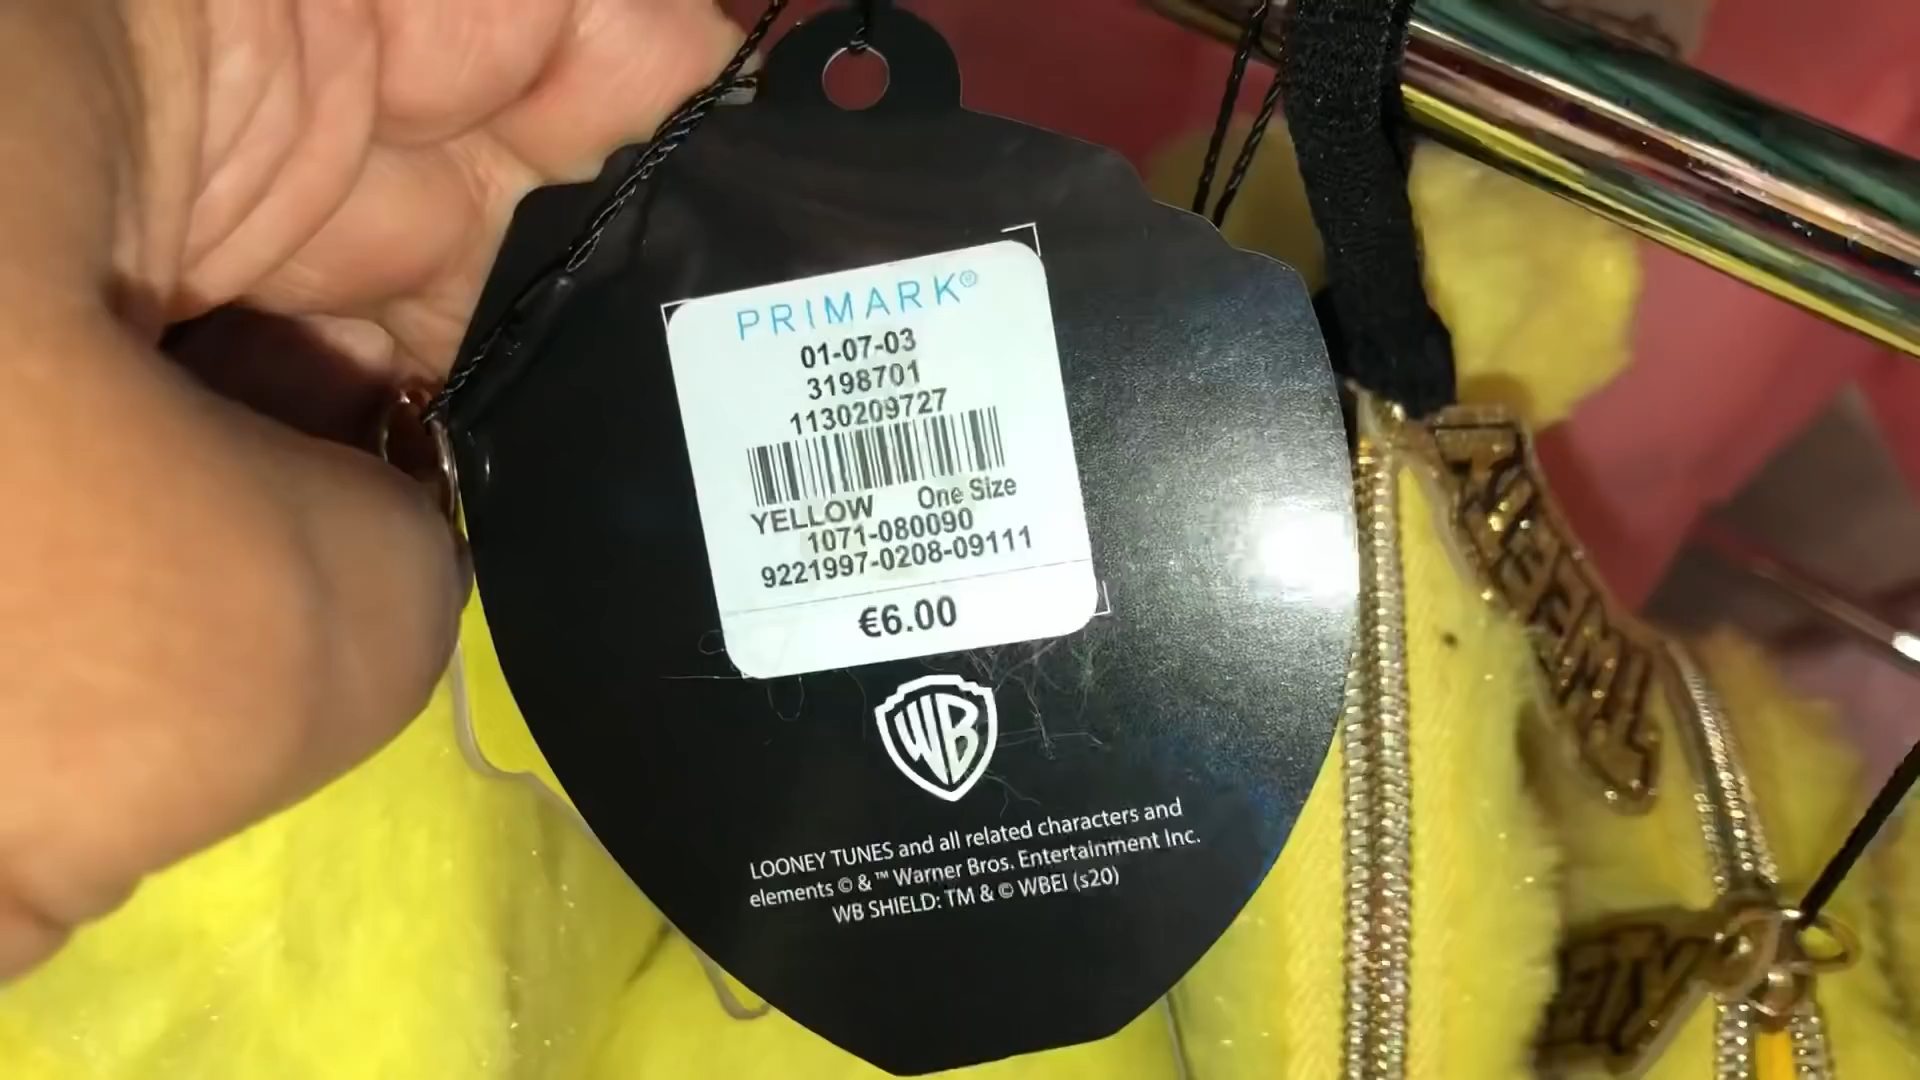 PRIMARK®
01-07-03
3198701
1130209727
YELLOW One Size
1071-080090
9221997-0208-09111
€6.00
WB
LOONEY TUNES and all related characters and
elements © & ™ Warner Bros. Entertainment Inc.
WB SHIELD: TM & © WBEI (s20)